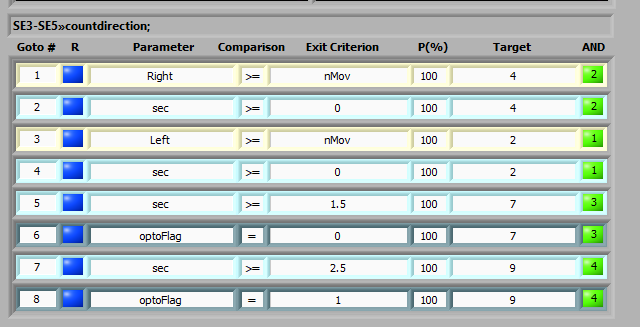 SE3-SE5»countdirection;
Goto # R Parameter Comparison Exit Criterion P(%) Target AND
1 Right >= nMov 100 4 2
2 sec >= 0 100 4 2
3 Left >= nMov 100 2 1
4 sec >= 0 100 2 1
5 sec >= 1.5 100 7 3
6 optoFlag = 0 100 7 3
7 sec >= 2.5 100 9 4
8 optoFlag = 1 100 9 4